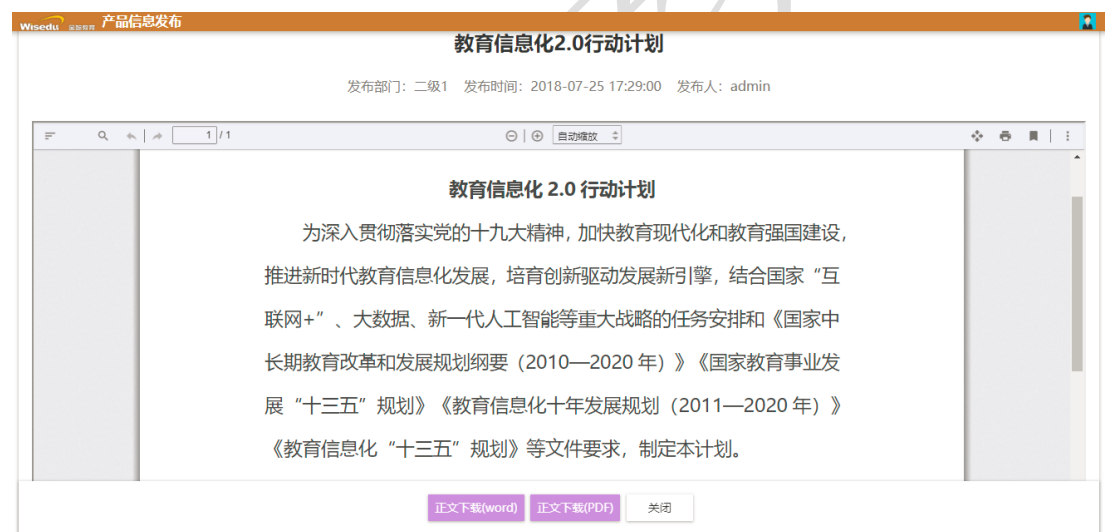 Wisedu 金智教育 产品信息发布
教育信息化2.0行动计划
发布部门：二级1 发布时间：2018-07-25 17:29:00 发布人：admin
1 / 1 自动缩放
教育信息化 2.0 行动计划
为深入贯彻落实党的十九大精神，加快教育现代化和教育强国建设，
推进新时代教育信息化发展，培育创新驱动发展新引擎，结合国家“互
联网+”、大数据、新一代人工智能等重大战略的任务安排和《国家中
长期教育改革和发展规划纲要（2010—2020 年）》《国家教育事业发
展“十三五”规划》《教育信息化十年发展规划（2011—2020 年）》
《教育信息化“十三五”规划》等文件要求，制定本计划。
正文下载(word) 正文下载(PDF) 关闭